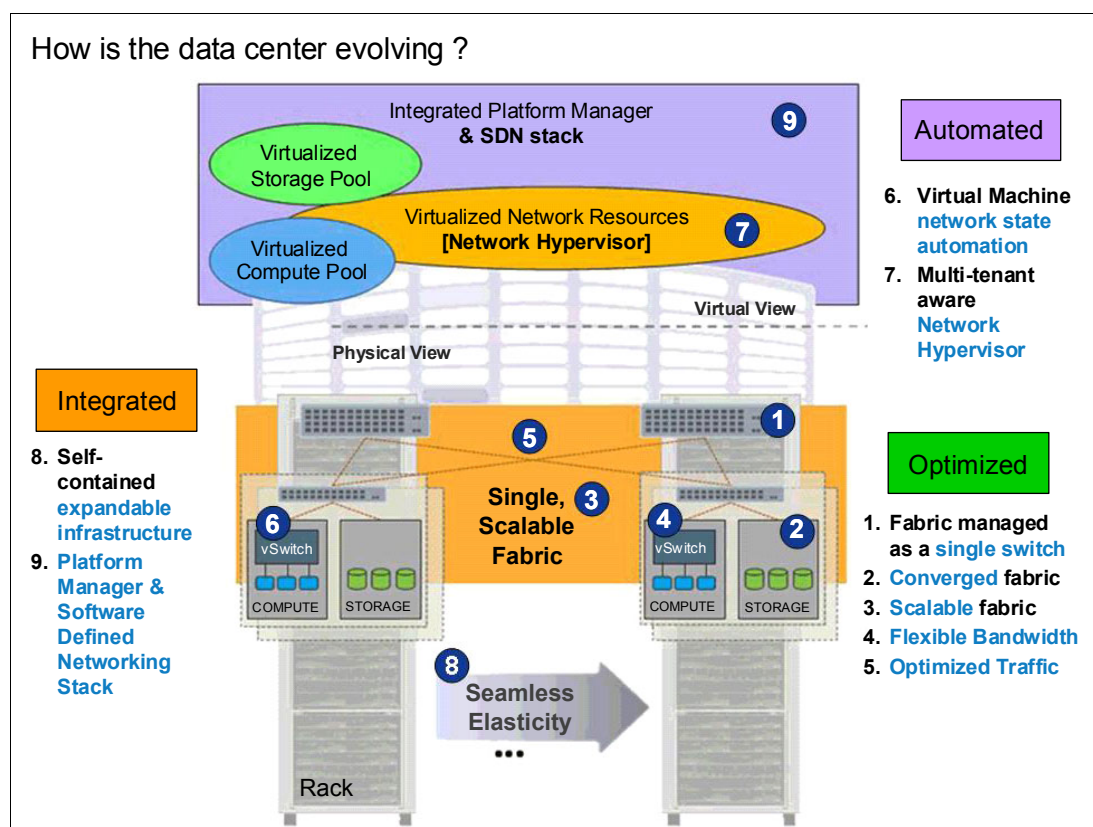 How is the data center evolving ?
Integrated Platform Manager
& SDN stack
9
Virtualized
Storage Pool
Virtualized Network Resources
[Network Hypervisor]
7
Virtualized
Compute Pool
Virtual View
Physical View
Automated
6. Virtual Machine
network state
automation
7. Multi-tenant
aware
Network
Hypervisor
Integrated
8. Self-
contained
expandable
infrastructure
9. Platform
Manager &
Software
Defined
Networking
Stack
1
5
Single,
Scalable
Fabric
3
6
vSwitch
COMPUTE
STORAGE
4
vSwitch
2
COMPUTE
STORAGE
Optimized
1. Fabric managed
as a single switch
2. Converged fabric
3. Scalable fabric
4. Flexible Bandwidth
5. Optimized Traffic
8
Seamless
Elasticity
...
Rack